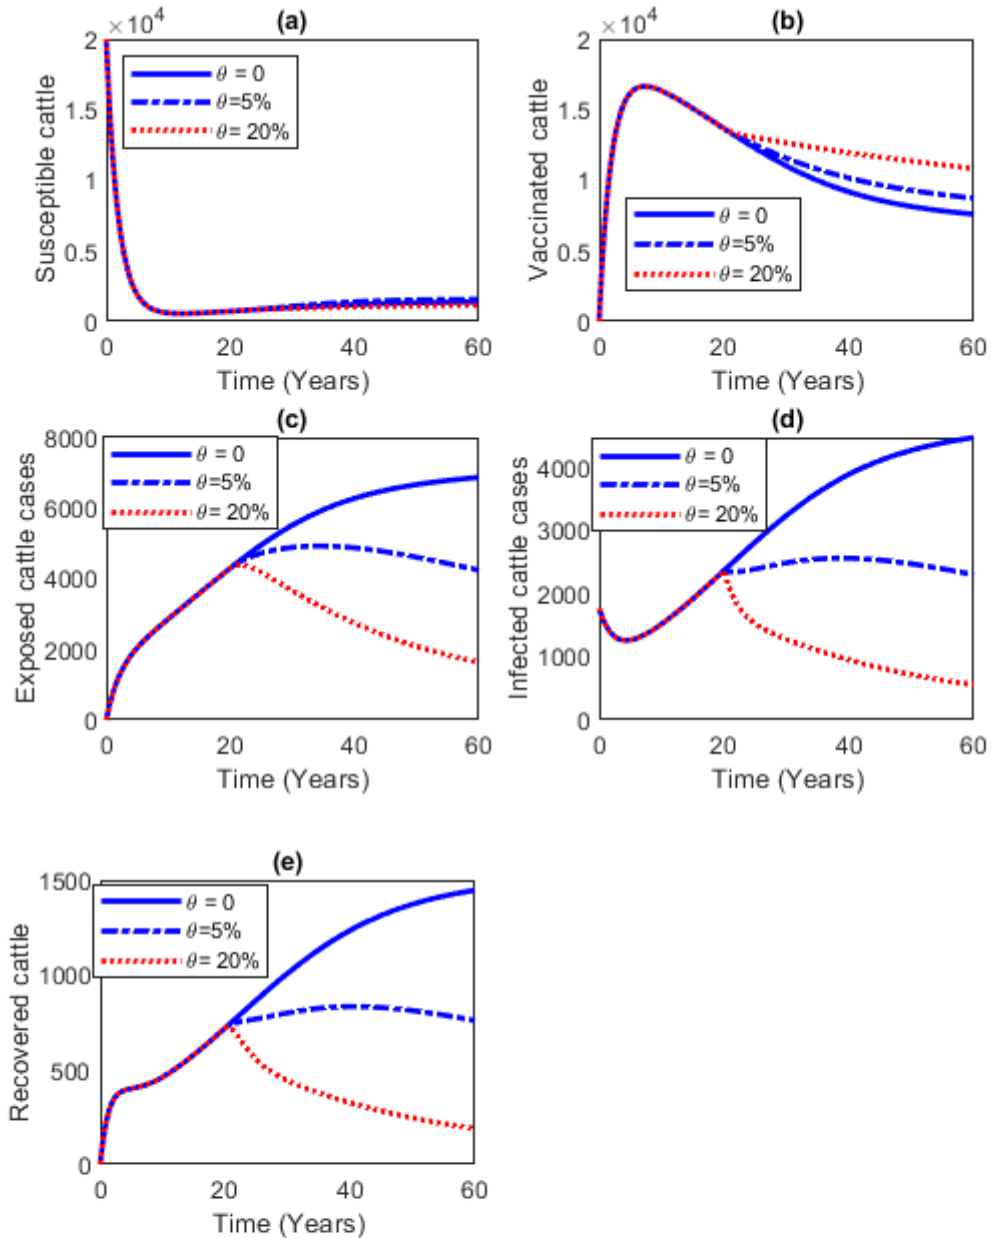 (a)
×10⁴
2
1.5
1
0.5
0
Susceptible cattle
θ = 0
θ=5%
θ= 20%
0 20 40 60
Time (Years)
(b)
×10⁴
2
1.5
1
0.5
0
Vaccinated cattle
θ = 0
θ=5%
θ= 20%
0 20 40 60
Time (Years)
(c)
8000
6000
4000
2000
0
Exposed cattle cases
θ = 0
θ=5%
θ= 20%
0 20 40 60
Time (Years)
(d)
4000
3000
2000
1000
0
Infected cattle cases
θ = 0
θ=5%
θ= 20%
0 20 40 60
Time (Years)
(e)
1500
1000
500
0
Recovered cattle
θ = 0
θ=5%
θ= 20%
0 20 40 60
Time (Years)